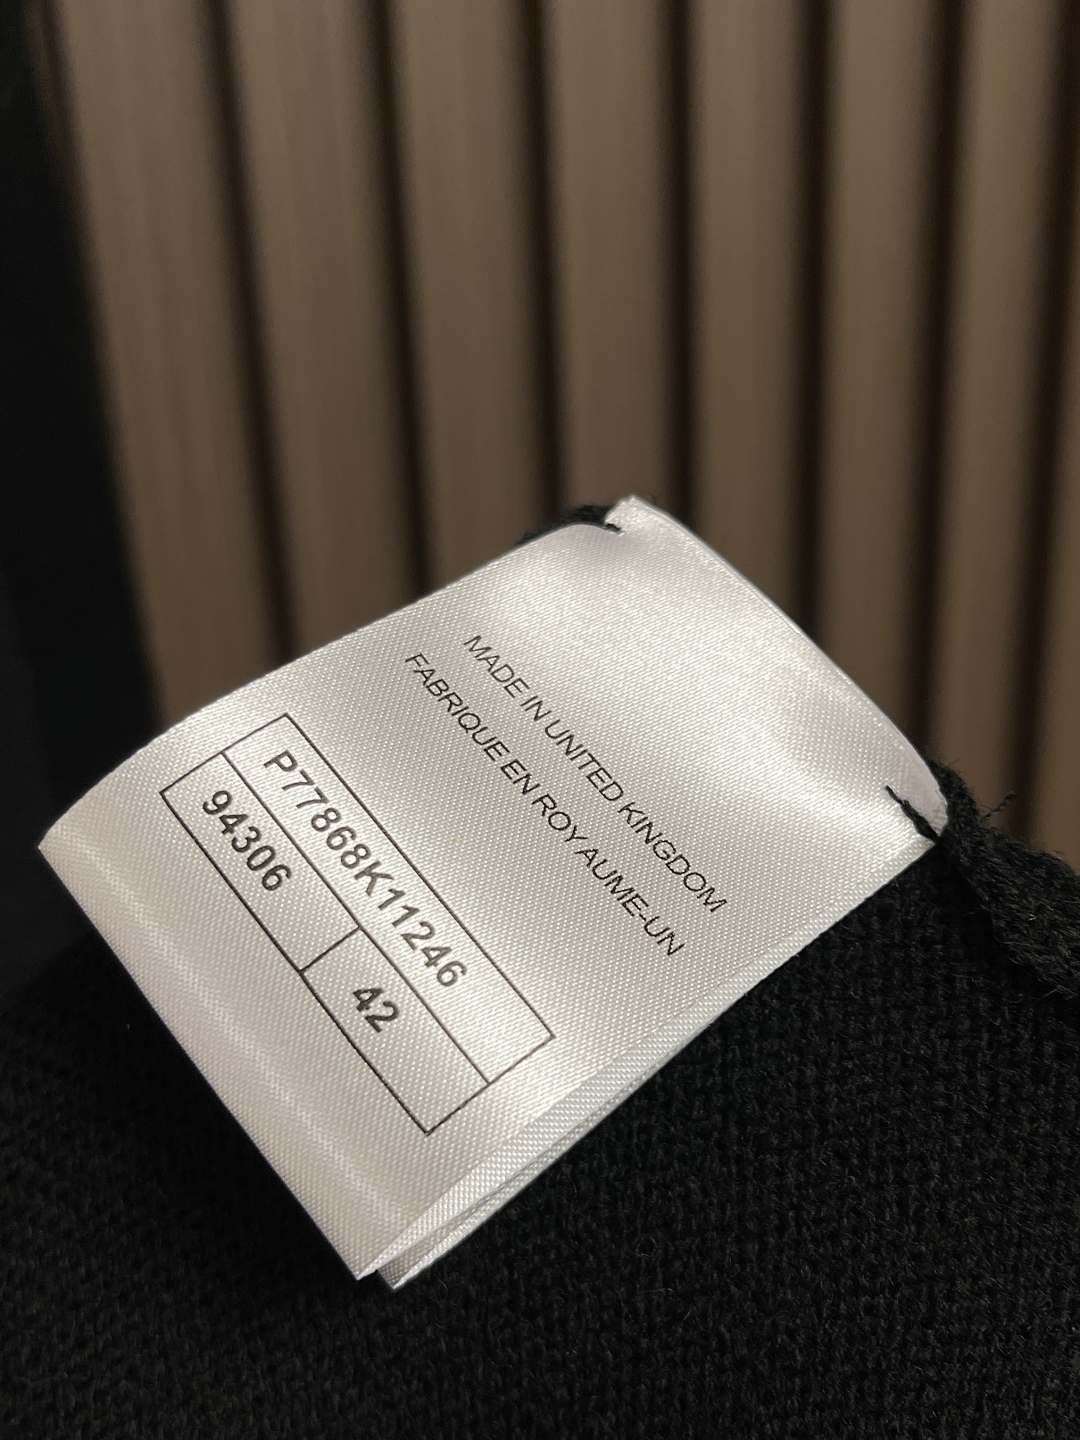 MADE IN UNITED KINGDOM
FABRIQUE EN ROYAUME-UN
P77868K11246
94306 42